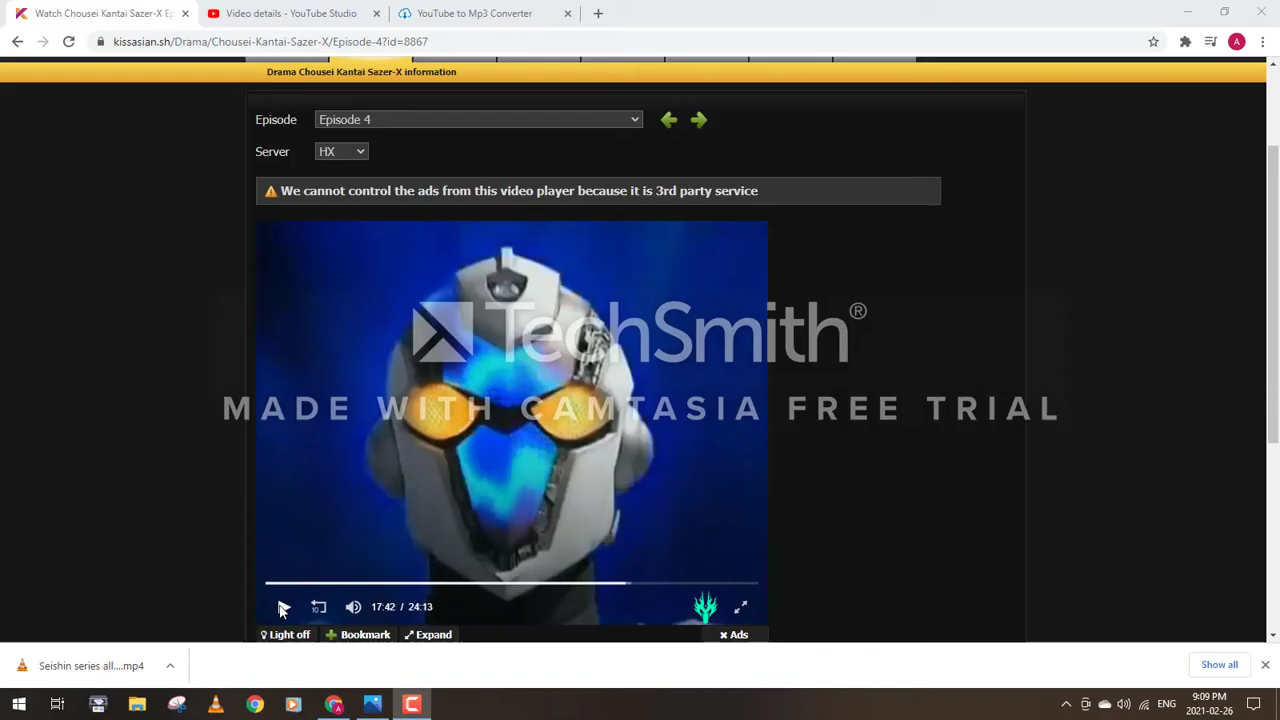 Watch Chousei Kantai Sazer-X Ep
Video details - YouTube Studio
YouTube to Mp3 Converter
kissasian.sh/Drama/Chousei-Kantai-Sazer-X/Episode-4?id=8867
A
Drama Chousei Kantai Sazer-X information
Episode
Episode 4
Server
HX
We cannot control the ads from this video player because it is 3rd party service
TechSmith®
MADE WITH CAMTASIA FREE TRIAL
10
17:42 / 24:13
Light off
Bookmark
Expand
Ads
Seishin series all....mp4
Show all
ENG
9:09 PM
2021-02-26